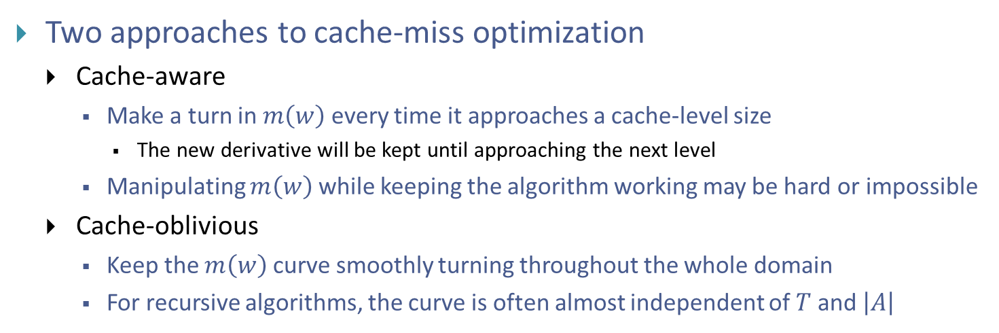 Two approaches to cache-miss optimization
Cache-aware
Make a turn in m(w) every time it approaches a cache-level size
The new derivative will be kept until approaching the next level
Manipulating m(w) while keeping the algorithm working may be hard or impossible
Cache-oblivious
Keep the m(w) curve smoothly turning throughout the whole domain
For recursive algorithms, the curve is often almost independent of T and |A|